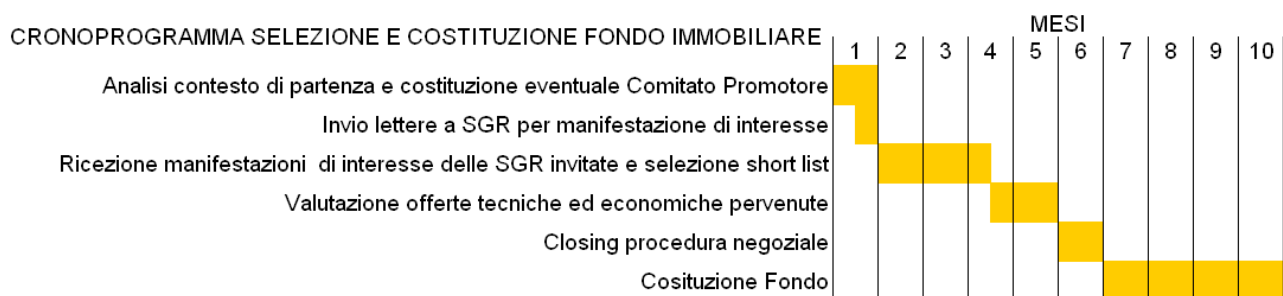 MESI
CRONOPROGRAMMA SELEZIONE E COSTITUZIONE FONDO IMMOBILIARE 1 2 3 4 5 6 7 8 9 10
Analisi contesto di partenza e costituzione eventuale Comitato Promotore
Invio lettere a SGR per manifestazione di interesse
Ricezione manifestazioni di interesse delle SGR invitate e selezione short list
Valutazione offerte tecniche ed economiche pervenute
Closing procedura negoziale
Cosituzione Fondo